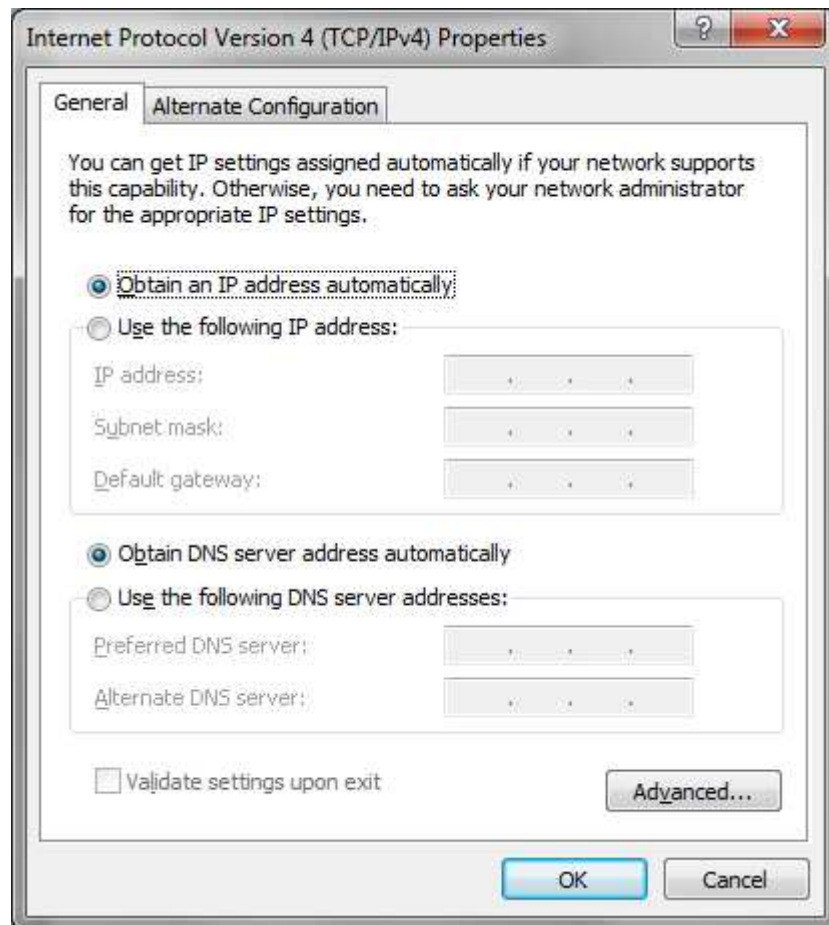 Internet Protocol Version 4 (TCP/IPv4) Properties
General
Alternate Configuration
You can get IP settings assigned automatically if your network supports
this capability. Otherwise, you need to ask your network administrator
for the appropriate IP settings.
Obtain an IP address automatically
Use the following IP address:
IP address:
Subnet mask:
Default gateway:
Obtain DNS server address automatically
Use the following DNS server addresses:
Preferred DNS server:
Alternate DNS server:
Validate settings upon exit
Advanced...
OK
Cancel